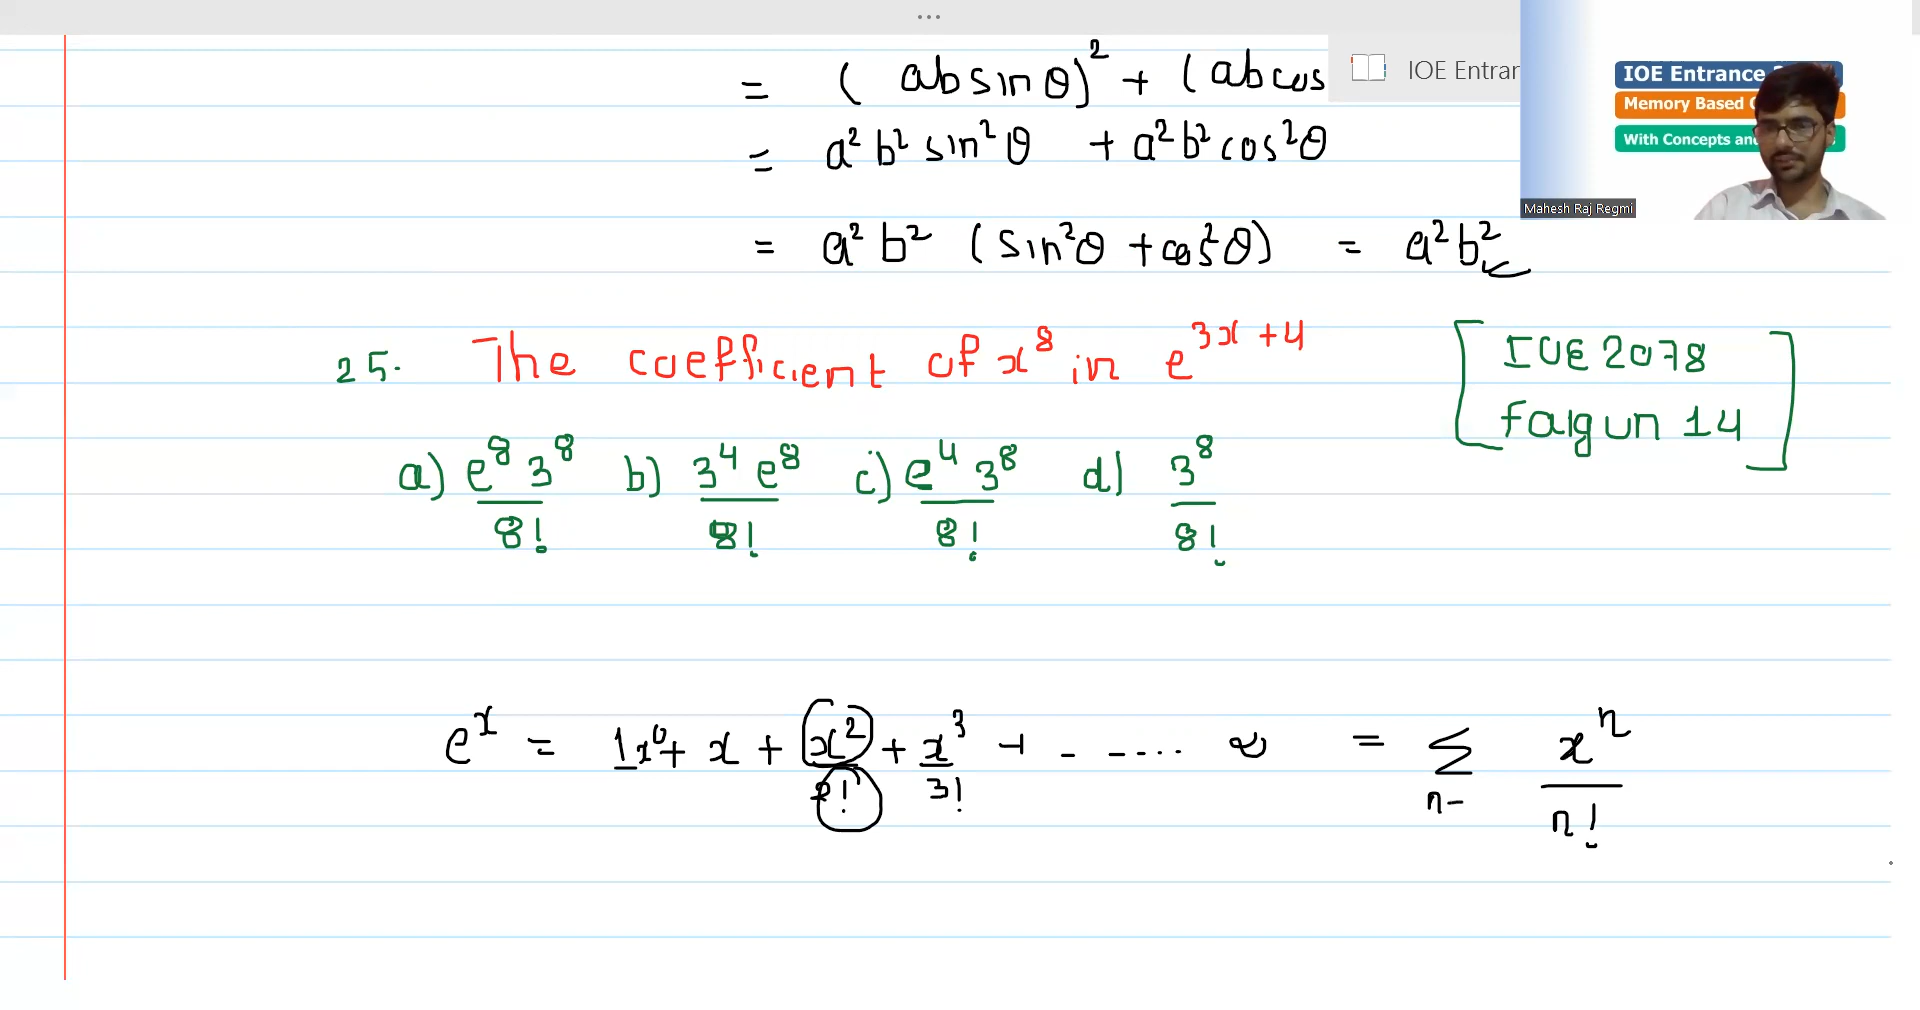 ...
= (ab sin θ)² + (ab cos
IOE Entrar
IOE Entrance
Memory Based
With Concepts an
Mahesh Raj Regmi
= a² b² sin² θ + a² b² cos² θ
= a² b² (sin² θ + cos² θ) = a² b²
25. The coefficient of x⁸ in e^(3x+4)
[IOE 2078
Falgun 14]
a) e⁸ 3⁸/8! b) 3⁴ e⁸/8! c) e⁴ 3⁸/8! d) 3⁸/8!
eˣ = 1x⁰ + x + x²/2! + x³/3! + - - .... ∞ = Σ n- xⁿ/n!